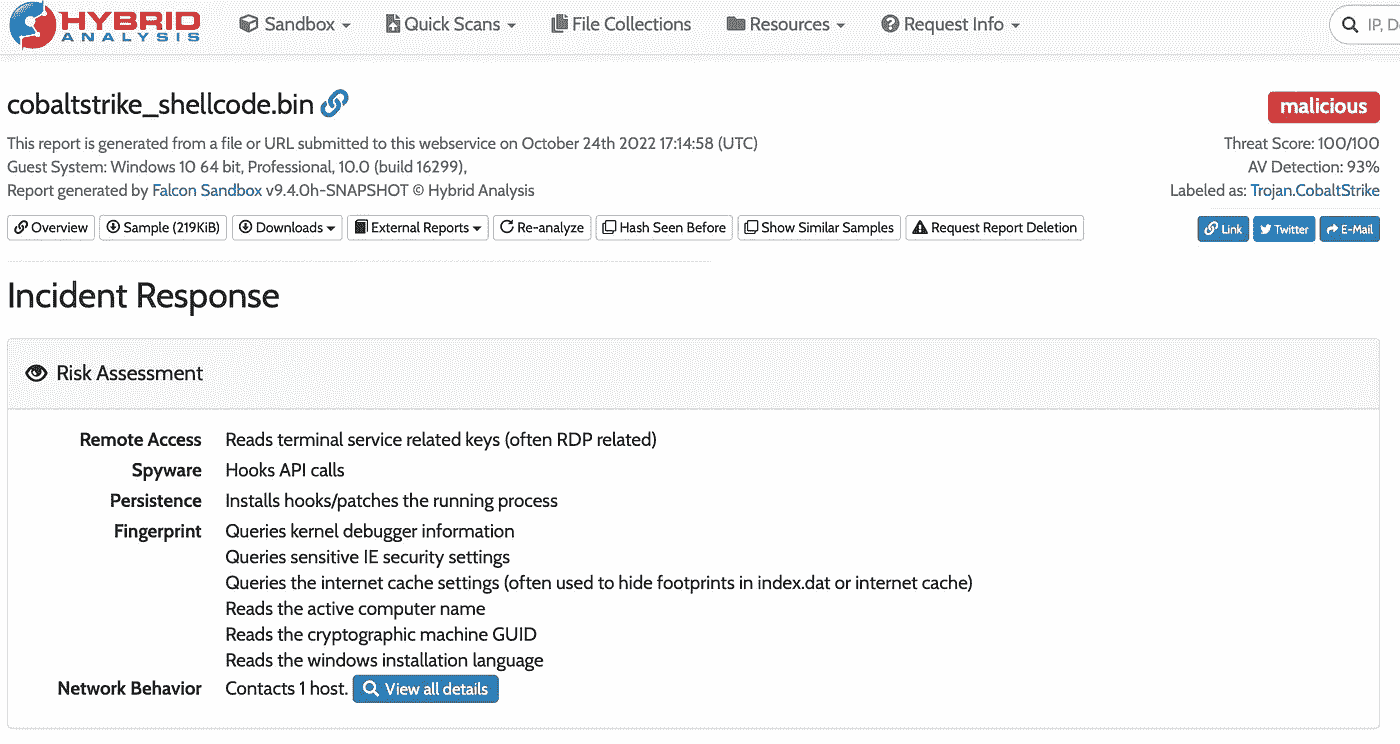 HYBRID
ANALYSIS
Sandbox
Quick Scans
File Collections
Resources
Request Info
IP, D
cobaltstrike_shellcode.bin
malicious
This report is generated from a file or URL submitted to this webservice on October 24th 2022 17:14:58 (UTC)
Threat Score: 100/100
Guest System: Windows 10 64 bit, Professional, 10.0 (build 16299),
AV Detection: 93%
Report generated by Falcon Sandbox v9.4.0h-SNAPSHOT © Hybrid Analysis
Labeled as: Trojan.CobaltStrike
Overview
Sample (219KiB)
Downloads
External Reports
Re-analyze
Hash Seen Before
Show Similar Samples
Request Report Deletion
Link
Twitter
E-Mail
Incident Response
Risk Assessment
Remote Access Reads terminal service related keys (often RDP related)
Spyware Hooks API calls
Persistence Installs hooks/patches the running process
Fingerprint Queries kernel debugger information
Queries sensitive IE security settings
Queries the internet cache settings (often used to hide footprints in index.dat or internet cache)
Reads the active computer name
Reads the cryptographic machine GUID
Reads the windows installation language
Network Behavior Contacts 1 host. View all details